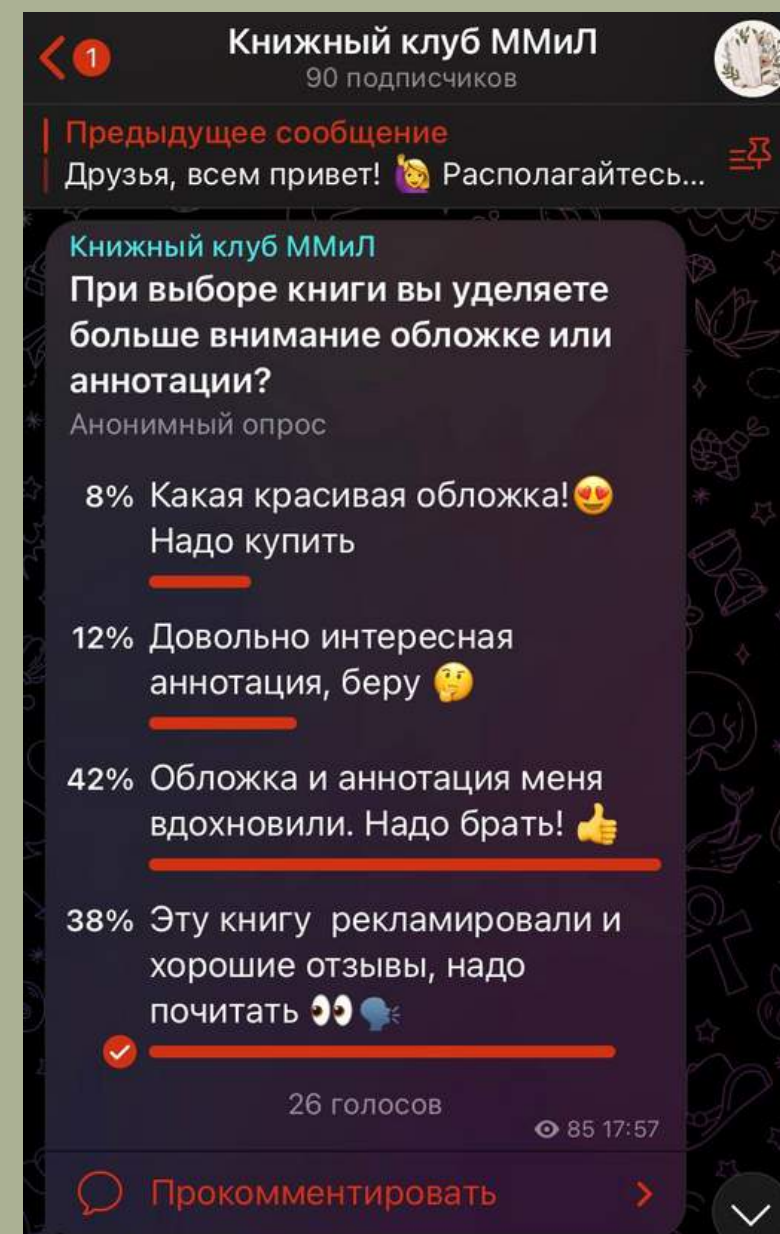 1
Книжный клуб ММиЛ
90 подписчиков
Предыдущее сообщение
Друзья, всем привет! 🙋‍♀️ Располагайтесь...
Книжный клуб ММиЛ
При выборе книги вы уделяете
больше внимание обложке или
аннотации?
Анонимный опрос
8% Какая красивая обложка!😍
Надо купить
12% Довольно интересная
аннотация, беру 🤔
42% Обложка и аннотация меня
вдохновили. Надо брать! 👍
38% Эту книгу рекламировали и
хорошие отзывы, надо
почитать 👀🗣
26 голосов
85 17:57
Прокомментировать